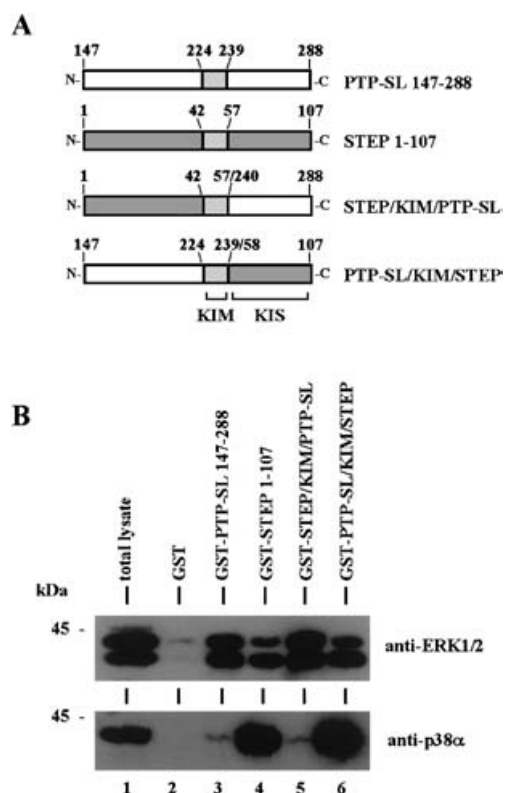 A
147 224 239 288
N- -C PTP-SL 147-288
1 42 57 107
N- -C STEP 1-107
1 42 57/240 288
N- -C STEP/KIM/PTP-SL
147 224 239/58 107
N- -C PTP-SL/KIM/STEP
KIM KIS
B
total lysate
GST
GST-PTP-SL 147-288
GST-STEP 1-107
GST-STEP/KIM/PTP-SL
GST-PTP-SL/KIM/STEP
kDa
45 - anti-ERK1/2
45 - anti-p38α
1 2 3 4 5 6